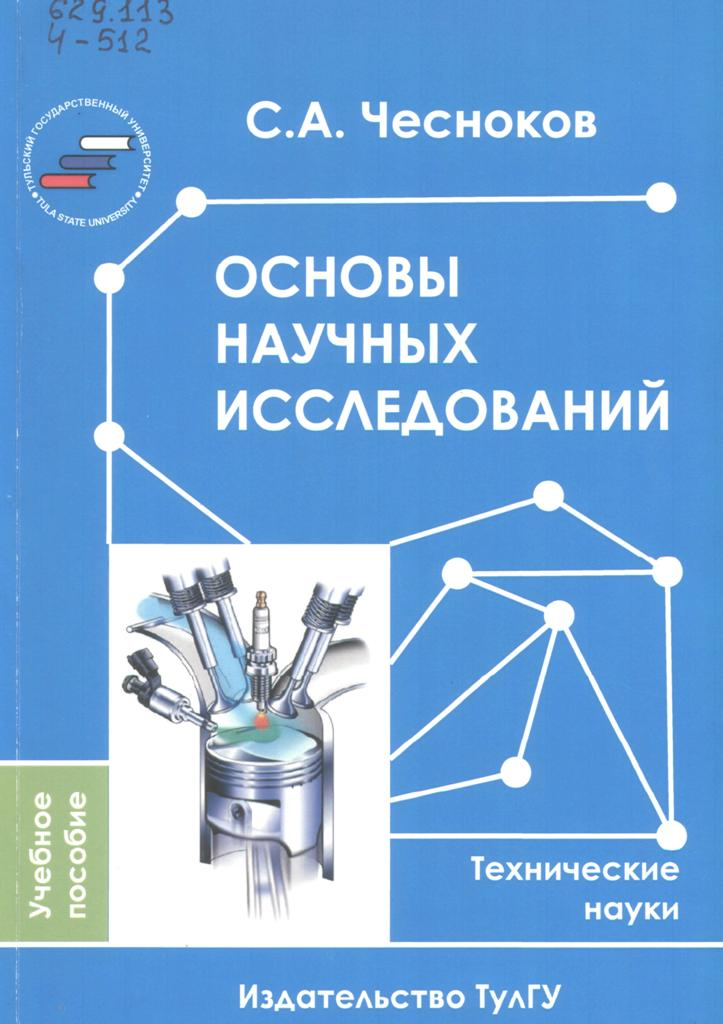 629.113
Ч-512
ТУЛЬСКИЙ ГОСУДАРСТВЕННЫЙ УНИВЕРСИТЕТ
TULA STATE UNIVERSITY
С.А. Чесноков
ОСНОВЫ
НАУЧНЫХ
ИССЛЕДОВАНИЙ
Учебное
пособие
Технические
науки
Издательство ТулГУ